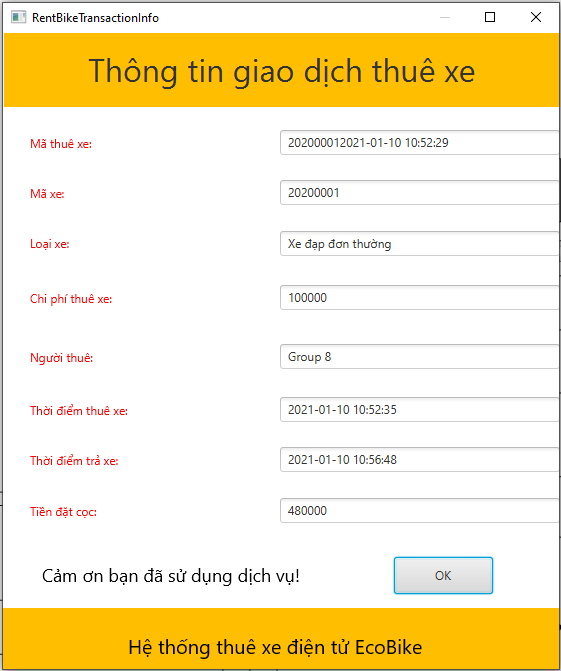 RentBikeTransactionInfo
Thông tin giao dịch thuê xe
Mã thuê xe: 202000012021-01-10 10:52:29
Mã xe: 20200001
Loại xe: Xe đạp đơn thường
Chi phí thuê xe: 100000
Người thuê: Group 8
Thời điểm thuê xe: 2021-01-10 10:52:35
Thời điểm trả xe: 2021-01-10 10:56:48
Tiền đặt cọc: 480000
Cảm ơn bạn đã sử dụng dịch vụ! OK
Hệ thống thuê xe điện tử EcoBike